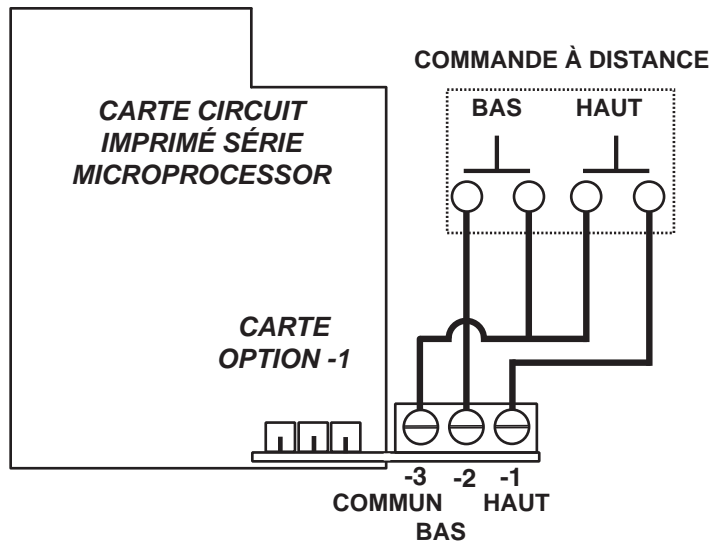 COMMANDE À DISTANCE
BAS HAUT
CARTE CIRCUIT
IMPRIMÉ SÉRIE
MICROPROCESSOR
CARTE
OPTION -1
-3 -2 -1
COMMUN HAUT
BAS